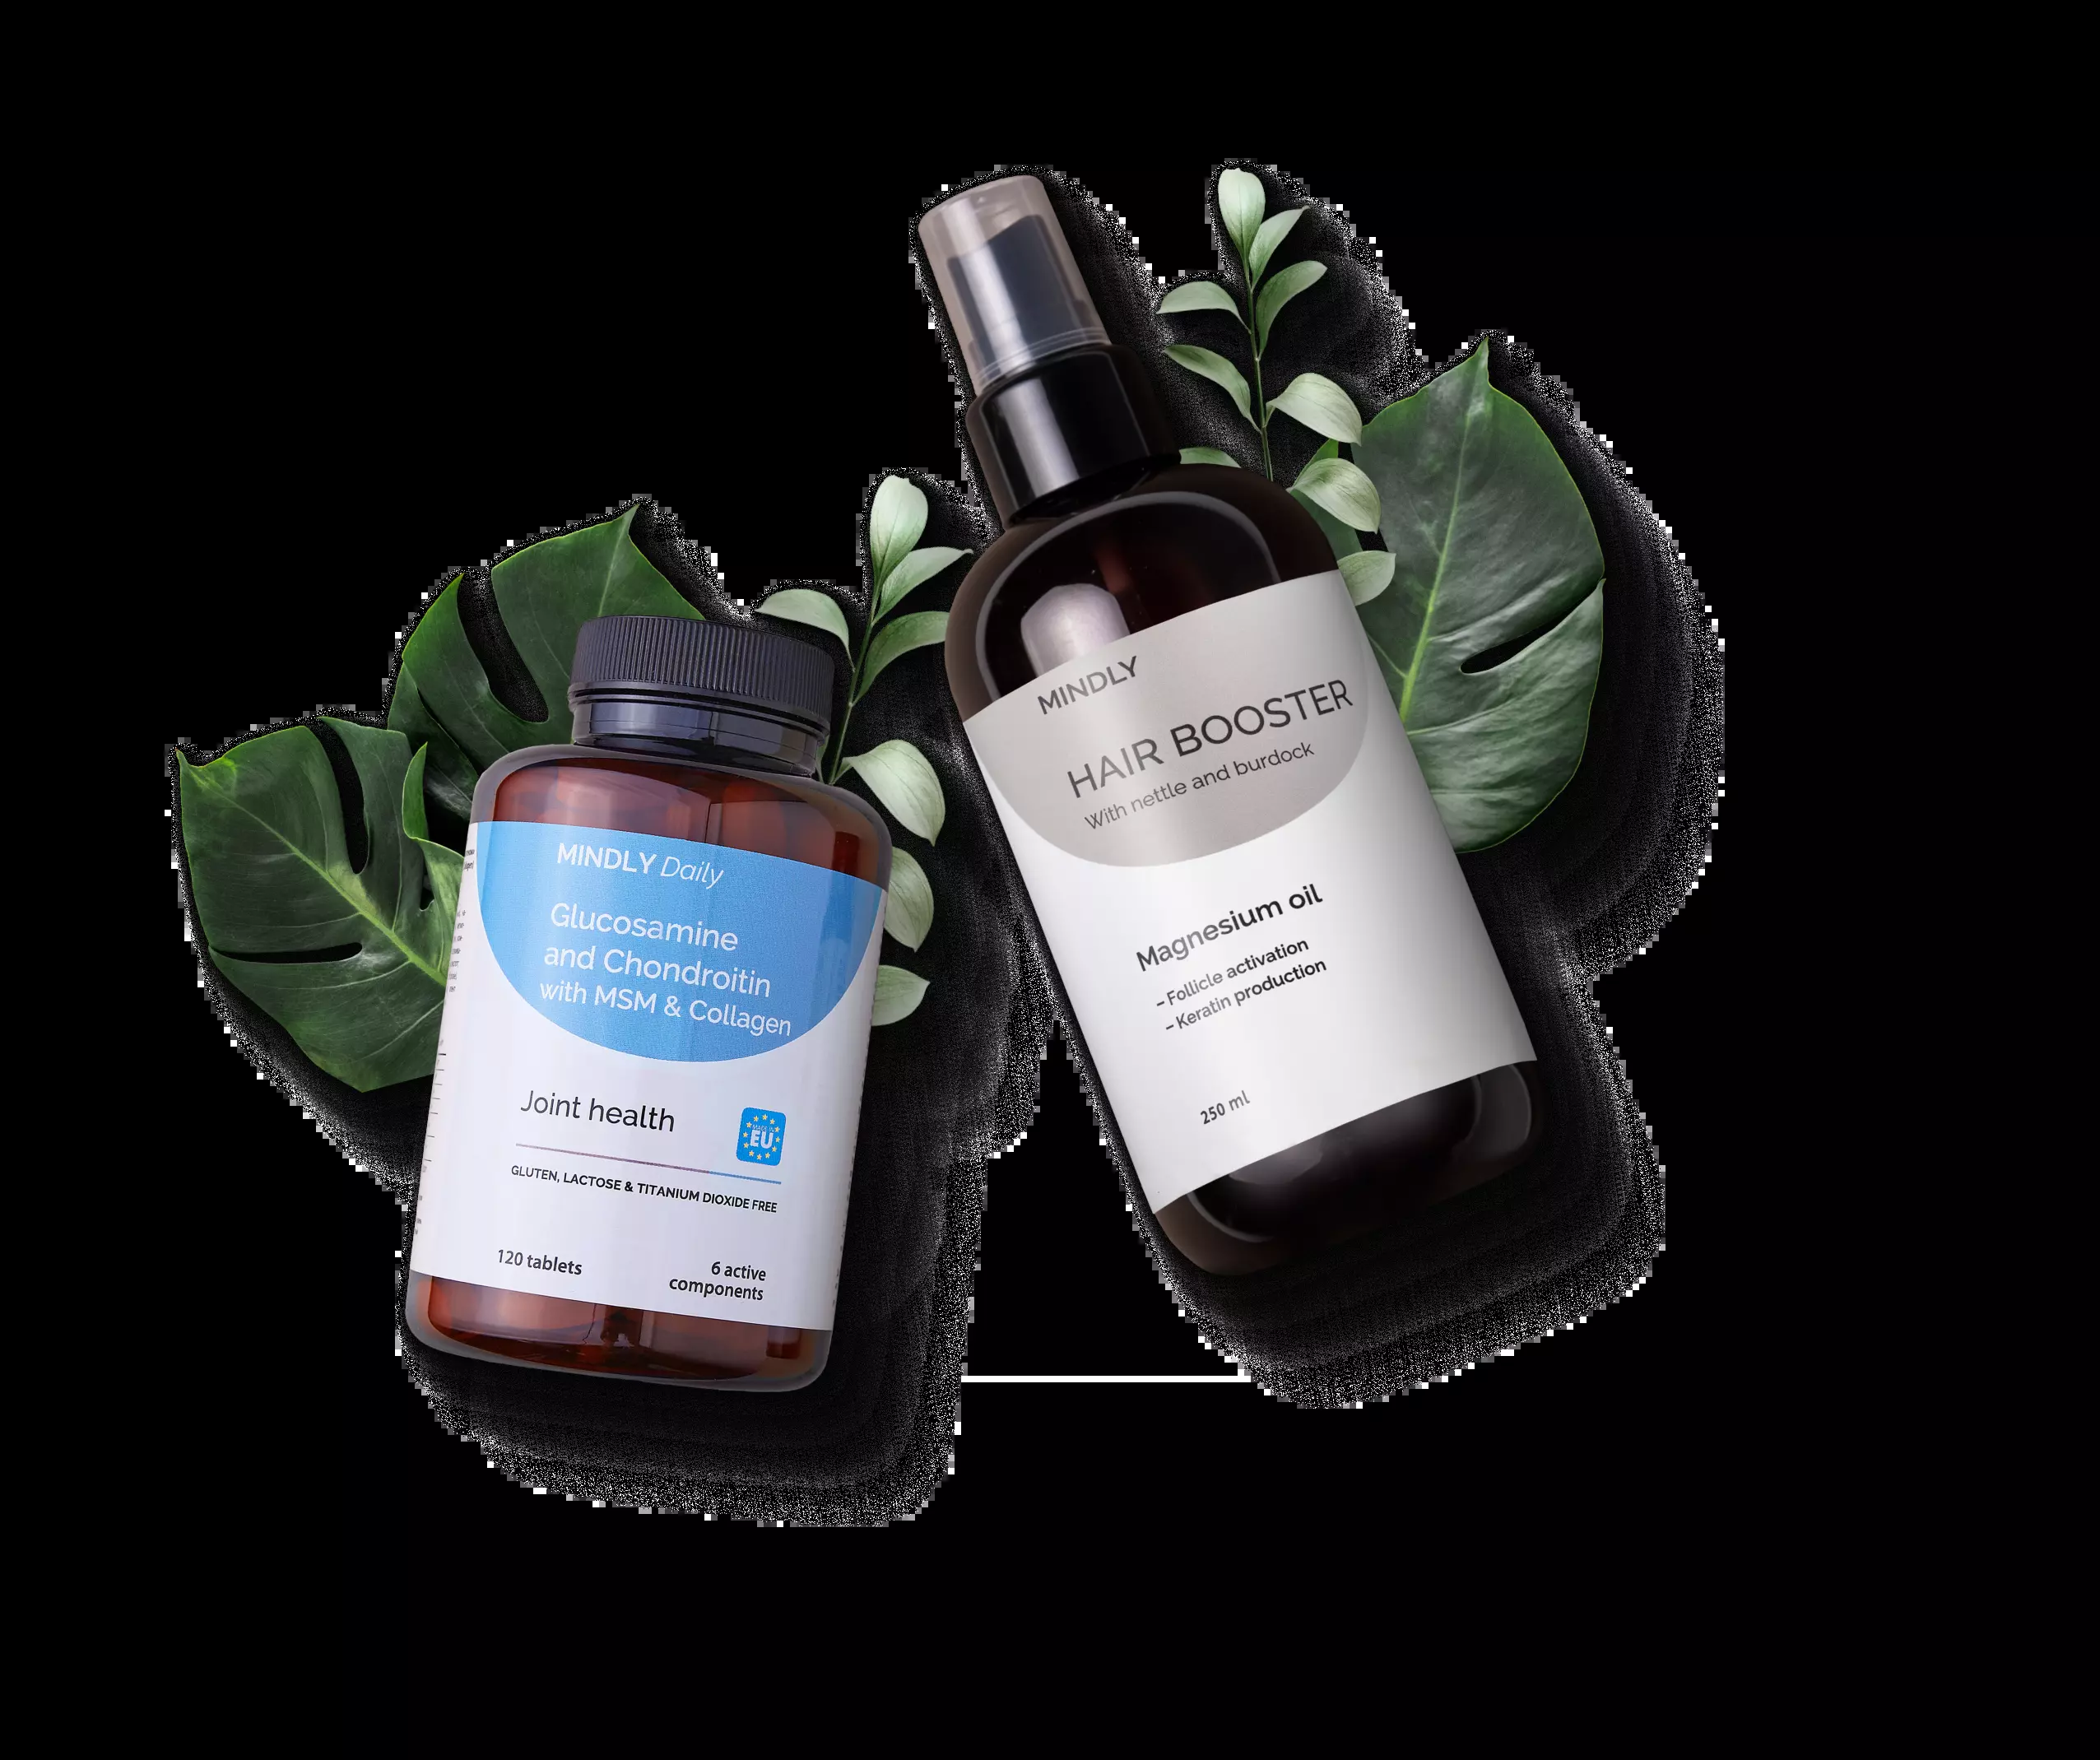 MINDLY Daily
Glucosamine
and Chondroitin
with MSM & Collagen
Joint health
MADE IN
EU
GLUTEN, LACTOSE & TITANIUM DIOXIDE FREE
120 tablets
6 active
components
MINDLY
HAIR BOOSTER
With nettle and burdock
Magnesium oil
– Follicle activation
– Keratin production
250 ml